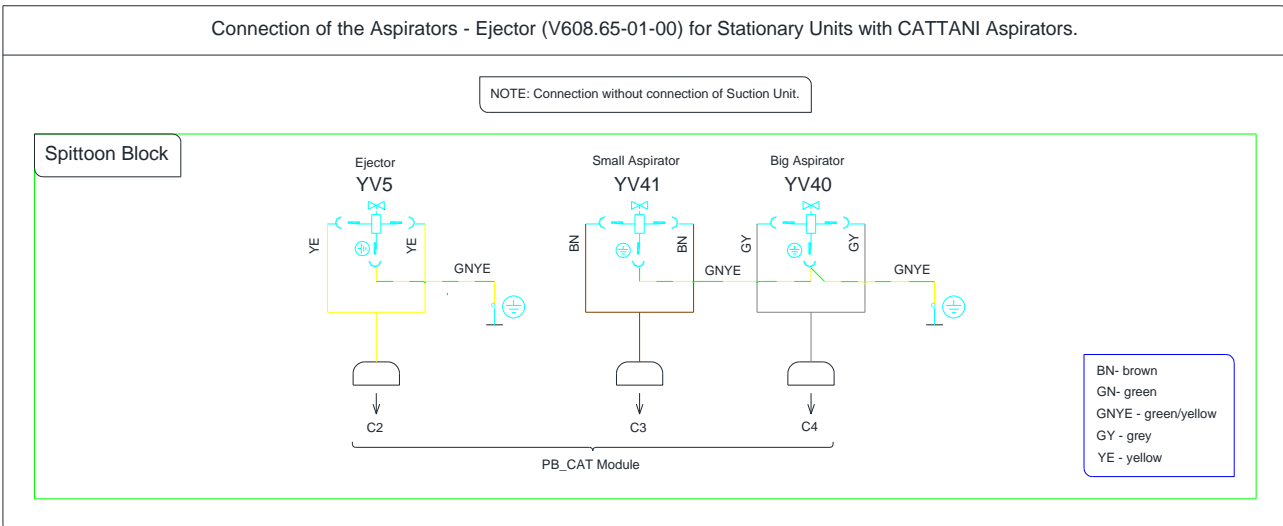 Connection of the Aspirators - Ejector (V608.65-01-00) for Stationary Units with CATTANI Aspirators.
NOTE: Connection without connection of Suction Unit.
Spittoon Block
Ejector
YV5
Small Aspirator
YV41
Big Aspirator
YV40
YE
YE
GNYE
BN
BN
GNYE
GY
GY
GNYE
C2
C3
C4
PB_CAT Module
BN- brown
GN- green
GNYE - green/yellow
GY - grey
YE - yellow